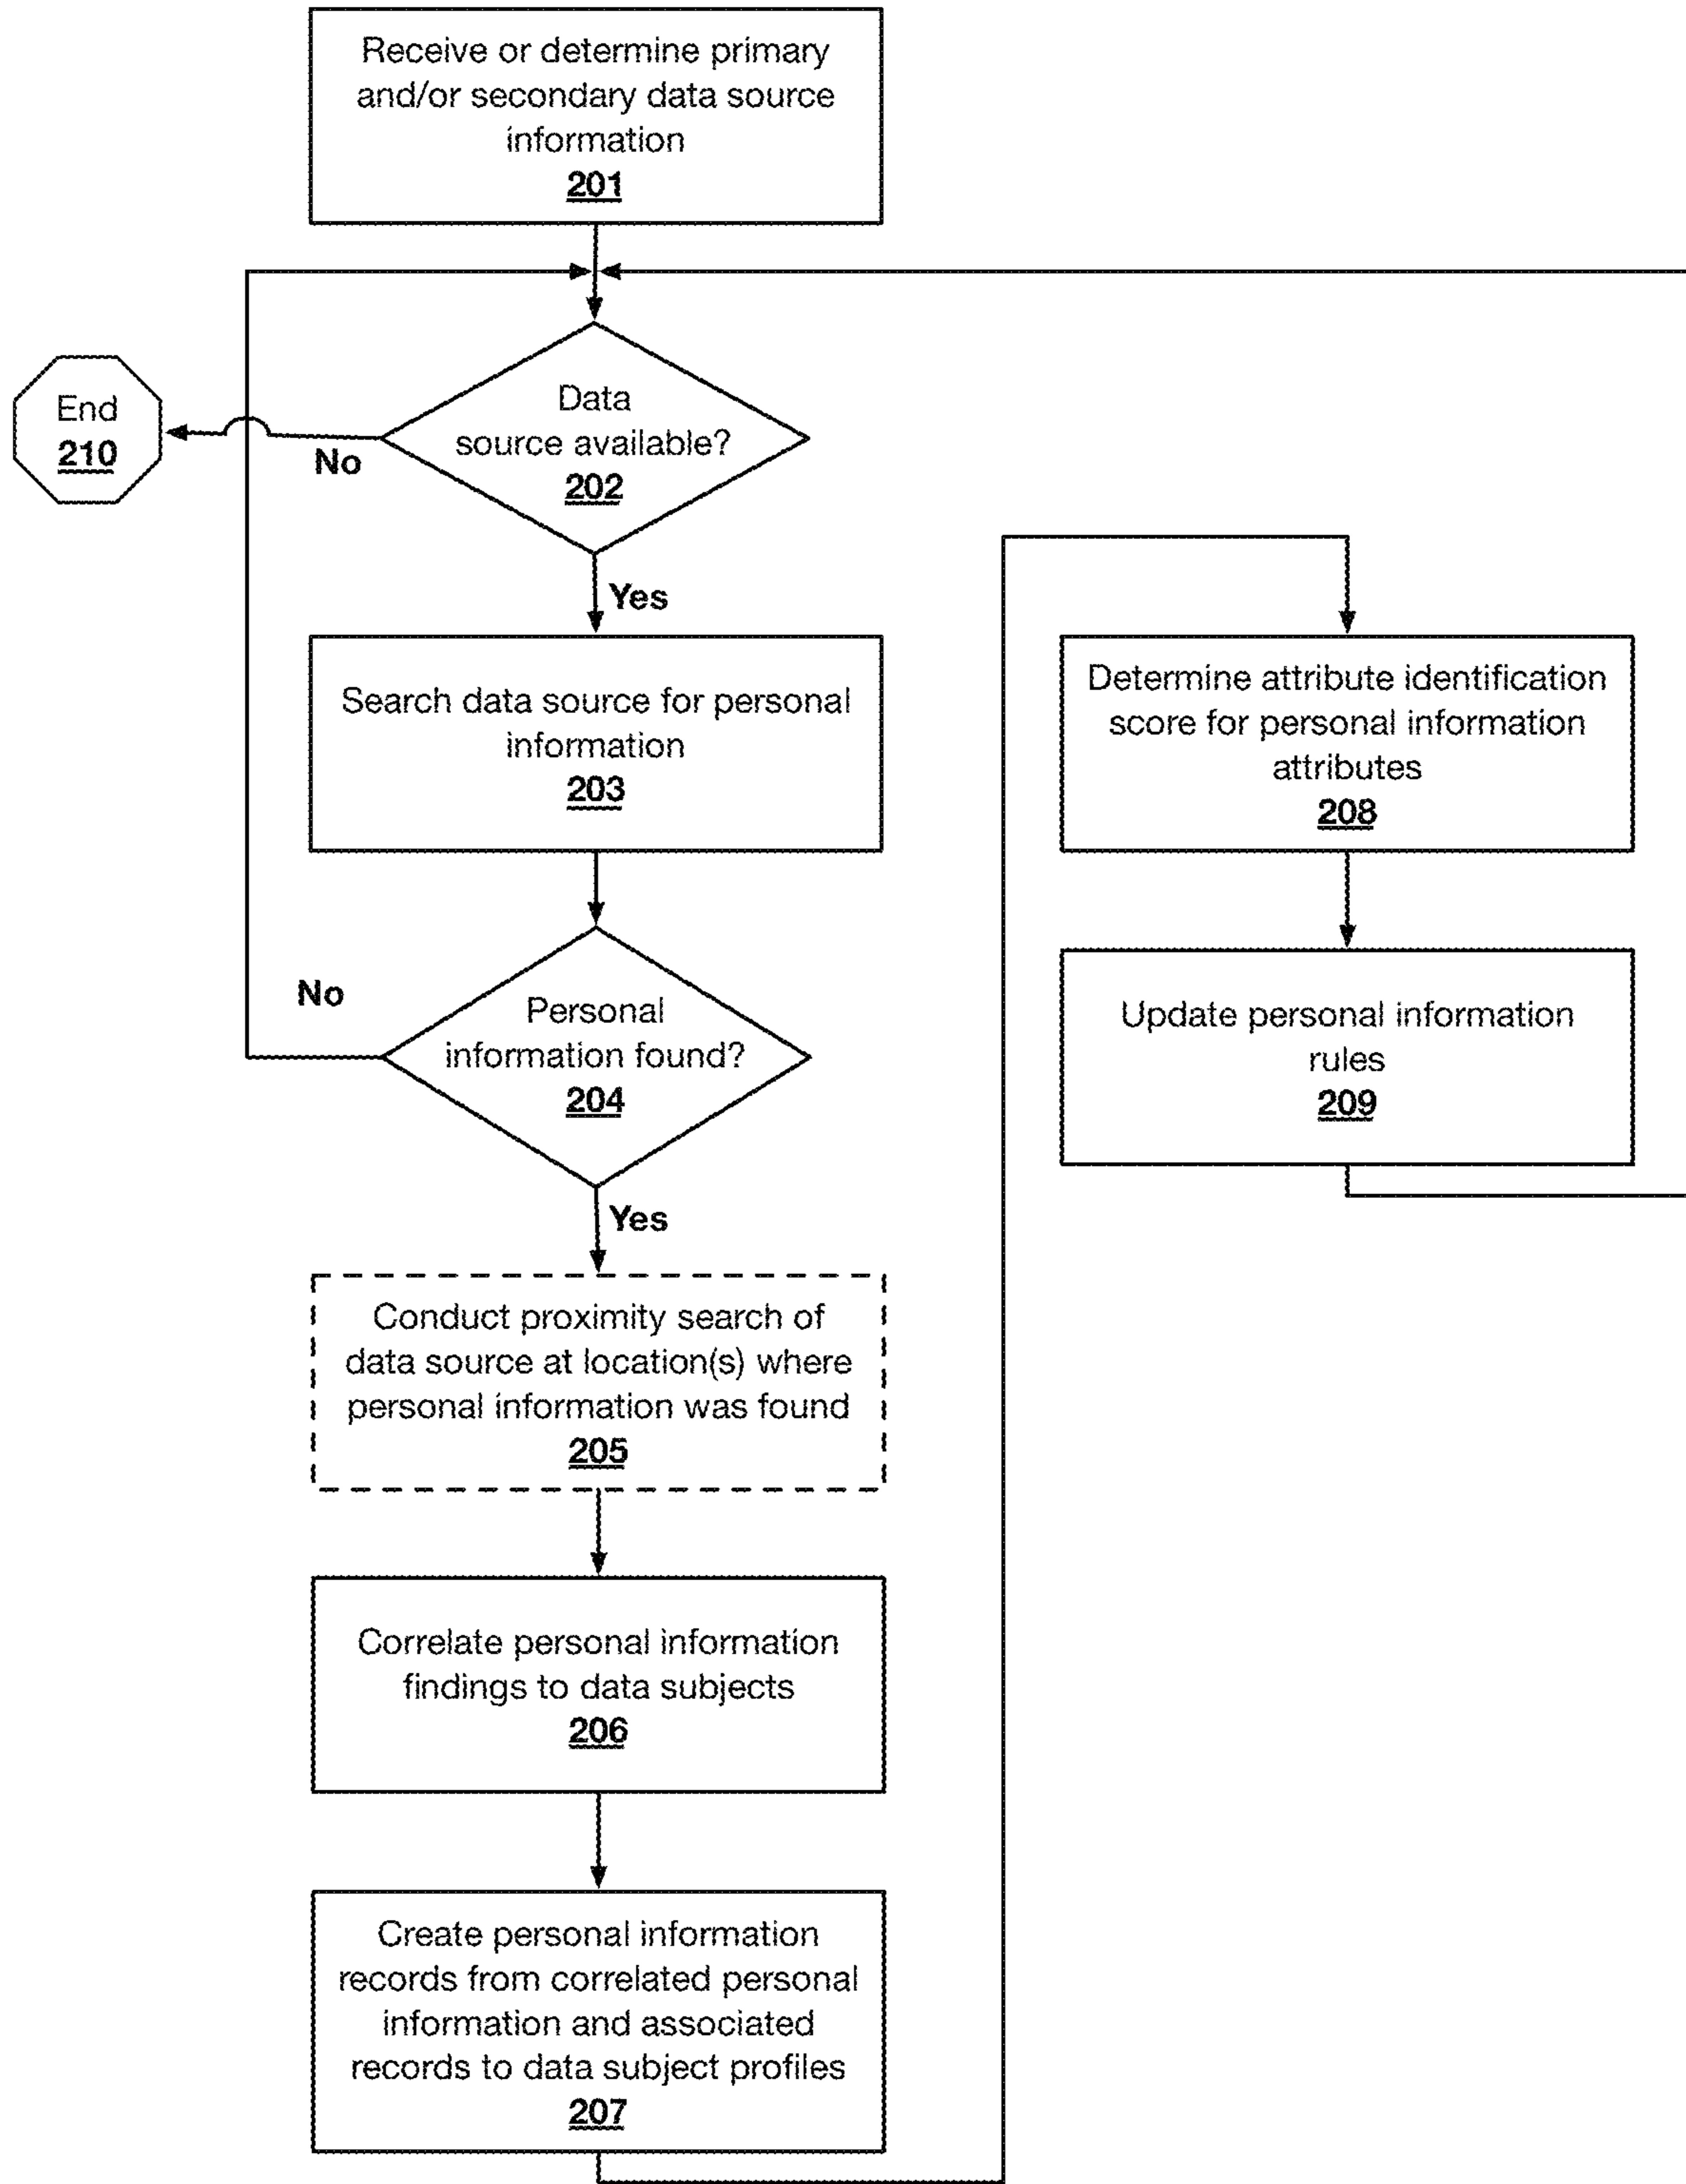 Receive or determine primary
and/or secondary data source
information
201
End
210
No
Data
source available?
202
Yes
Search data source for personal
information
203
No
Personal
information found?
204
Yes
Conduct proximity search of
data source at location(s) where
personal information was found
205
Correlate personal information
findings to data subjects
206
Create personal information
records from correlated personal
information and associated
records to data subject profiles
207
Determine attribute identification
score for personal information
attributes
208
Update personal information
rules
209